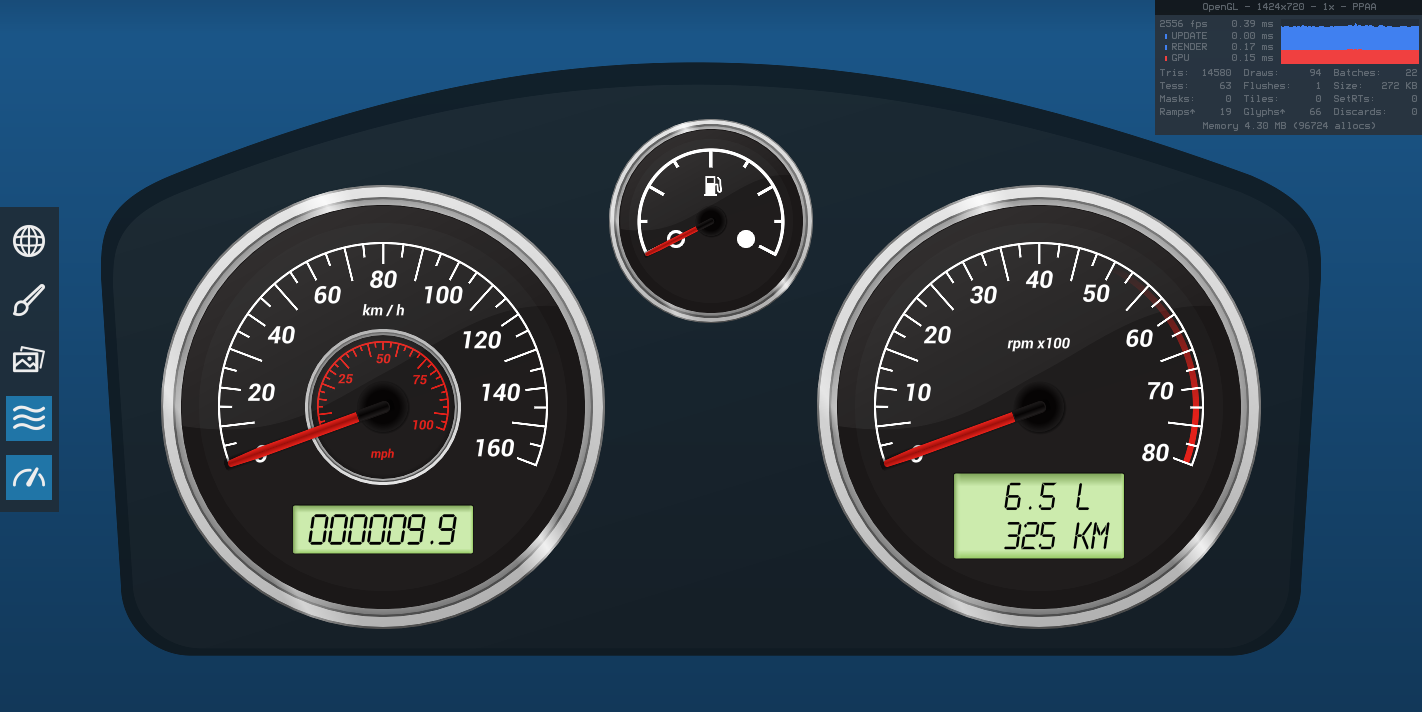 OpenGL - 1424x720 - 1x - PPAA
2556 fps 0.39 ms
UPDATE 0.00 ms
RENDER 0.17 ms
GPU 0.15 ms
Tris: 14580 Draws: 94 Batches: 22
Tess: 63 Flushes: 1 Size: 272 KB
Masks: 0 Tiles: 0 SetRTs: 0
Ramps↑ 19 Glyphs↑ 66 Discards: 0
Memory 4.30 MB (96724 allocs)
0 20 40 60 80 100 120 140 160
km / h
25 50 75 100
mph
000009.9
0 10 20 30 40 50 60 70 80
rpm x100
6.5 L
325 KM